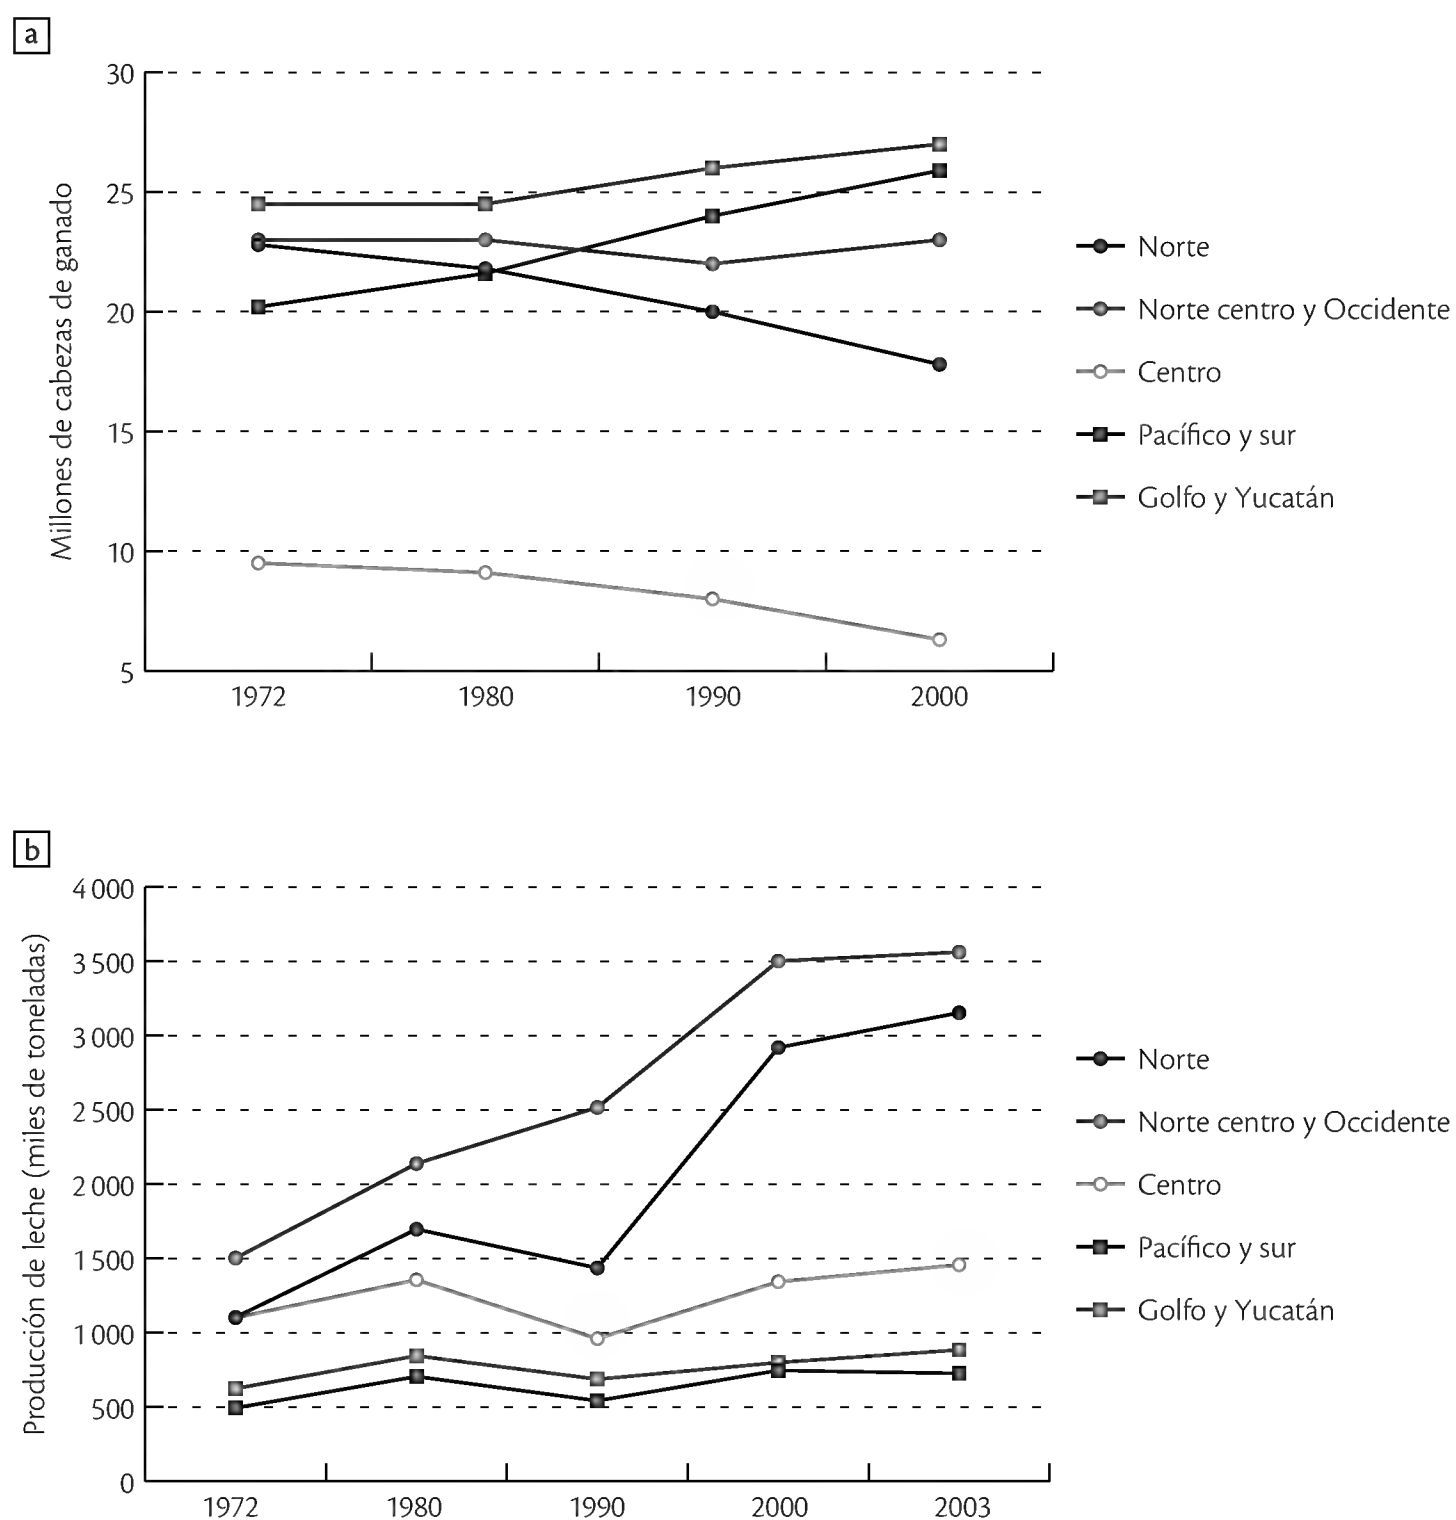 a
Millones de cabezas de ganado
30
25
20
15
10
5
1972 1980 1990 2000
Norte
Norte centro y Occidente
Centro
Pacífico y sur
Golfo y Yucatán
b
Producción de leche (miles de toneladas)
4 000
3 500
3 000
2 500
2 000
1 500
1 000
500
0
1972 1980 1990 2000 2003
Norte
Norte centro y Occidente
Centro
Pacífico y sur
Golfo y Yucatán